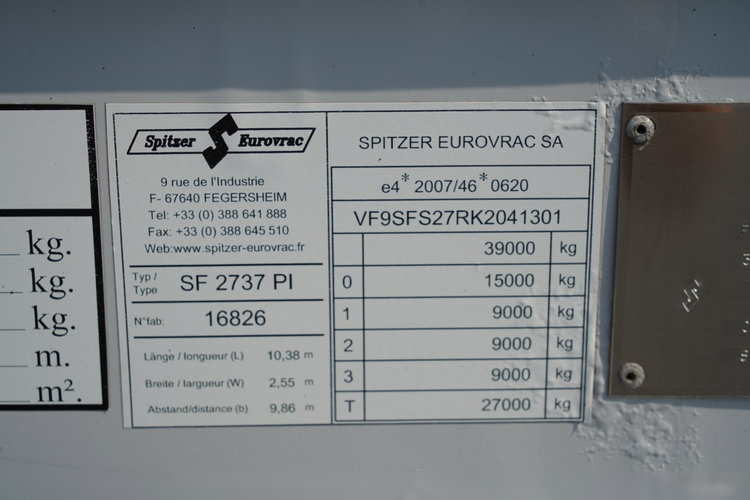 kg.
kg.
kg.
m.
m².
Spitzer Eurovrac
9 rue de l'Industrie
F- 67640 FEGERSHEIM
Tel: +33 (0) 388 641 888
Fax: +33 (0) 388 645 510
Web:www.spitzer-eurovrac.fr
Typ / Type SF 2737 PI
N°fab: 16826
Länge / longueur (L) 10,38 m
Breite / largueur (W) 2,55 m
Abstand/distance (b) 9,86 m
SPITZER EUROVRAC SA
e4* 2007/46* 0620
VF9SFS27RK2041301
39000 kg
0 15000 kg
1 9000 kg
2 9000 kg
3 9000 kg
T 27000 kg